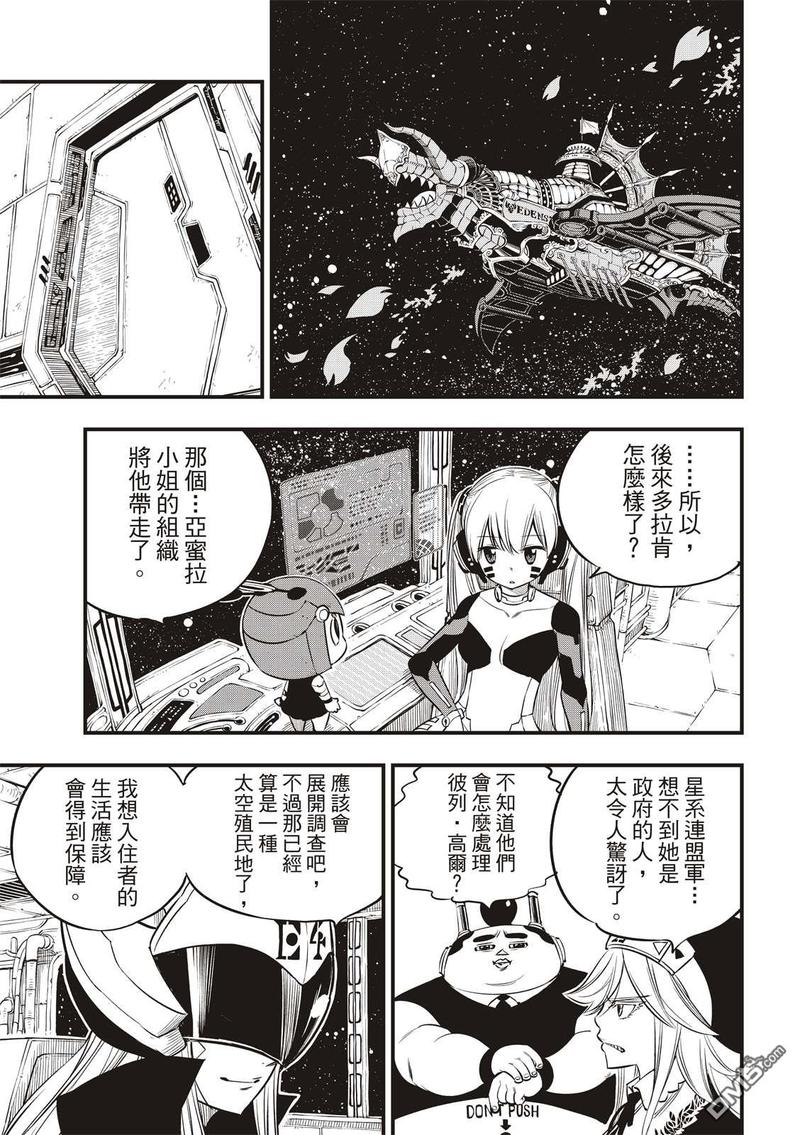 EDENS
……所以，
後來多拉肯
怎麼樣了？
那個…亞蜜拉
小姐的組織
將他帶走了。
星系連盟軍…
想不到她是
政府的人，
太令人驚訝了。
不知道他們
會怎麼處理
彼列．高爾？
DON'T PUSH
應該會
展開調查吧，
不過那已經
算是一種
太空殖民地了，
我想入住者的
生活應該
會得到保障。
E4
DM5.COM